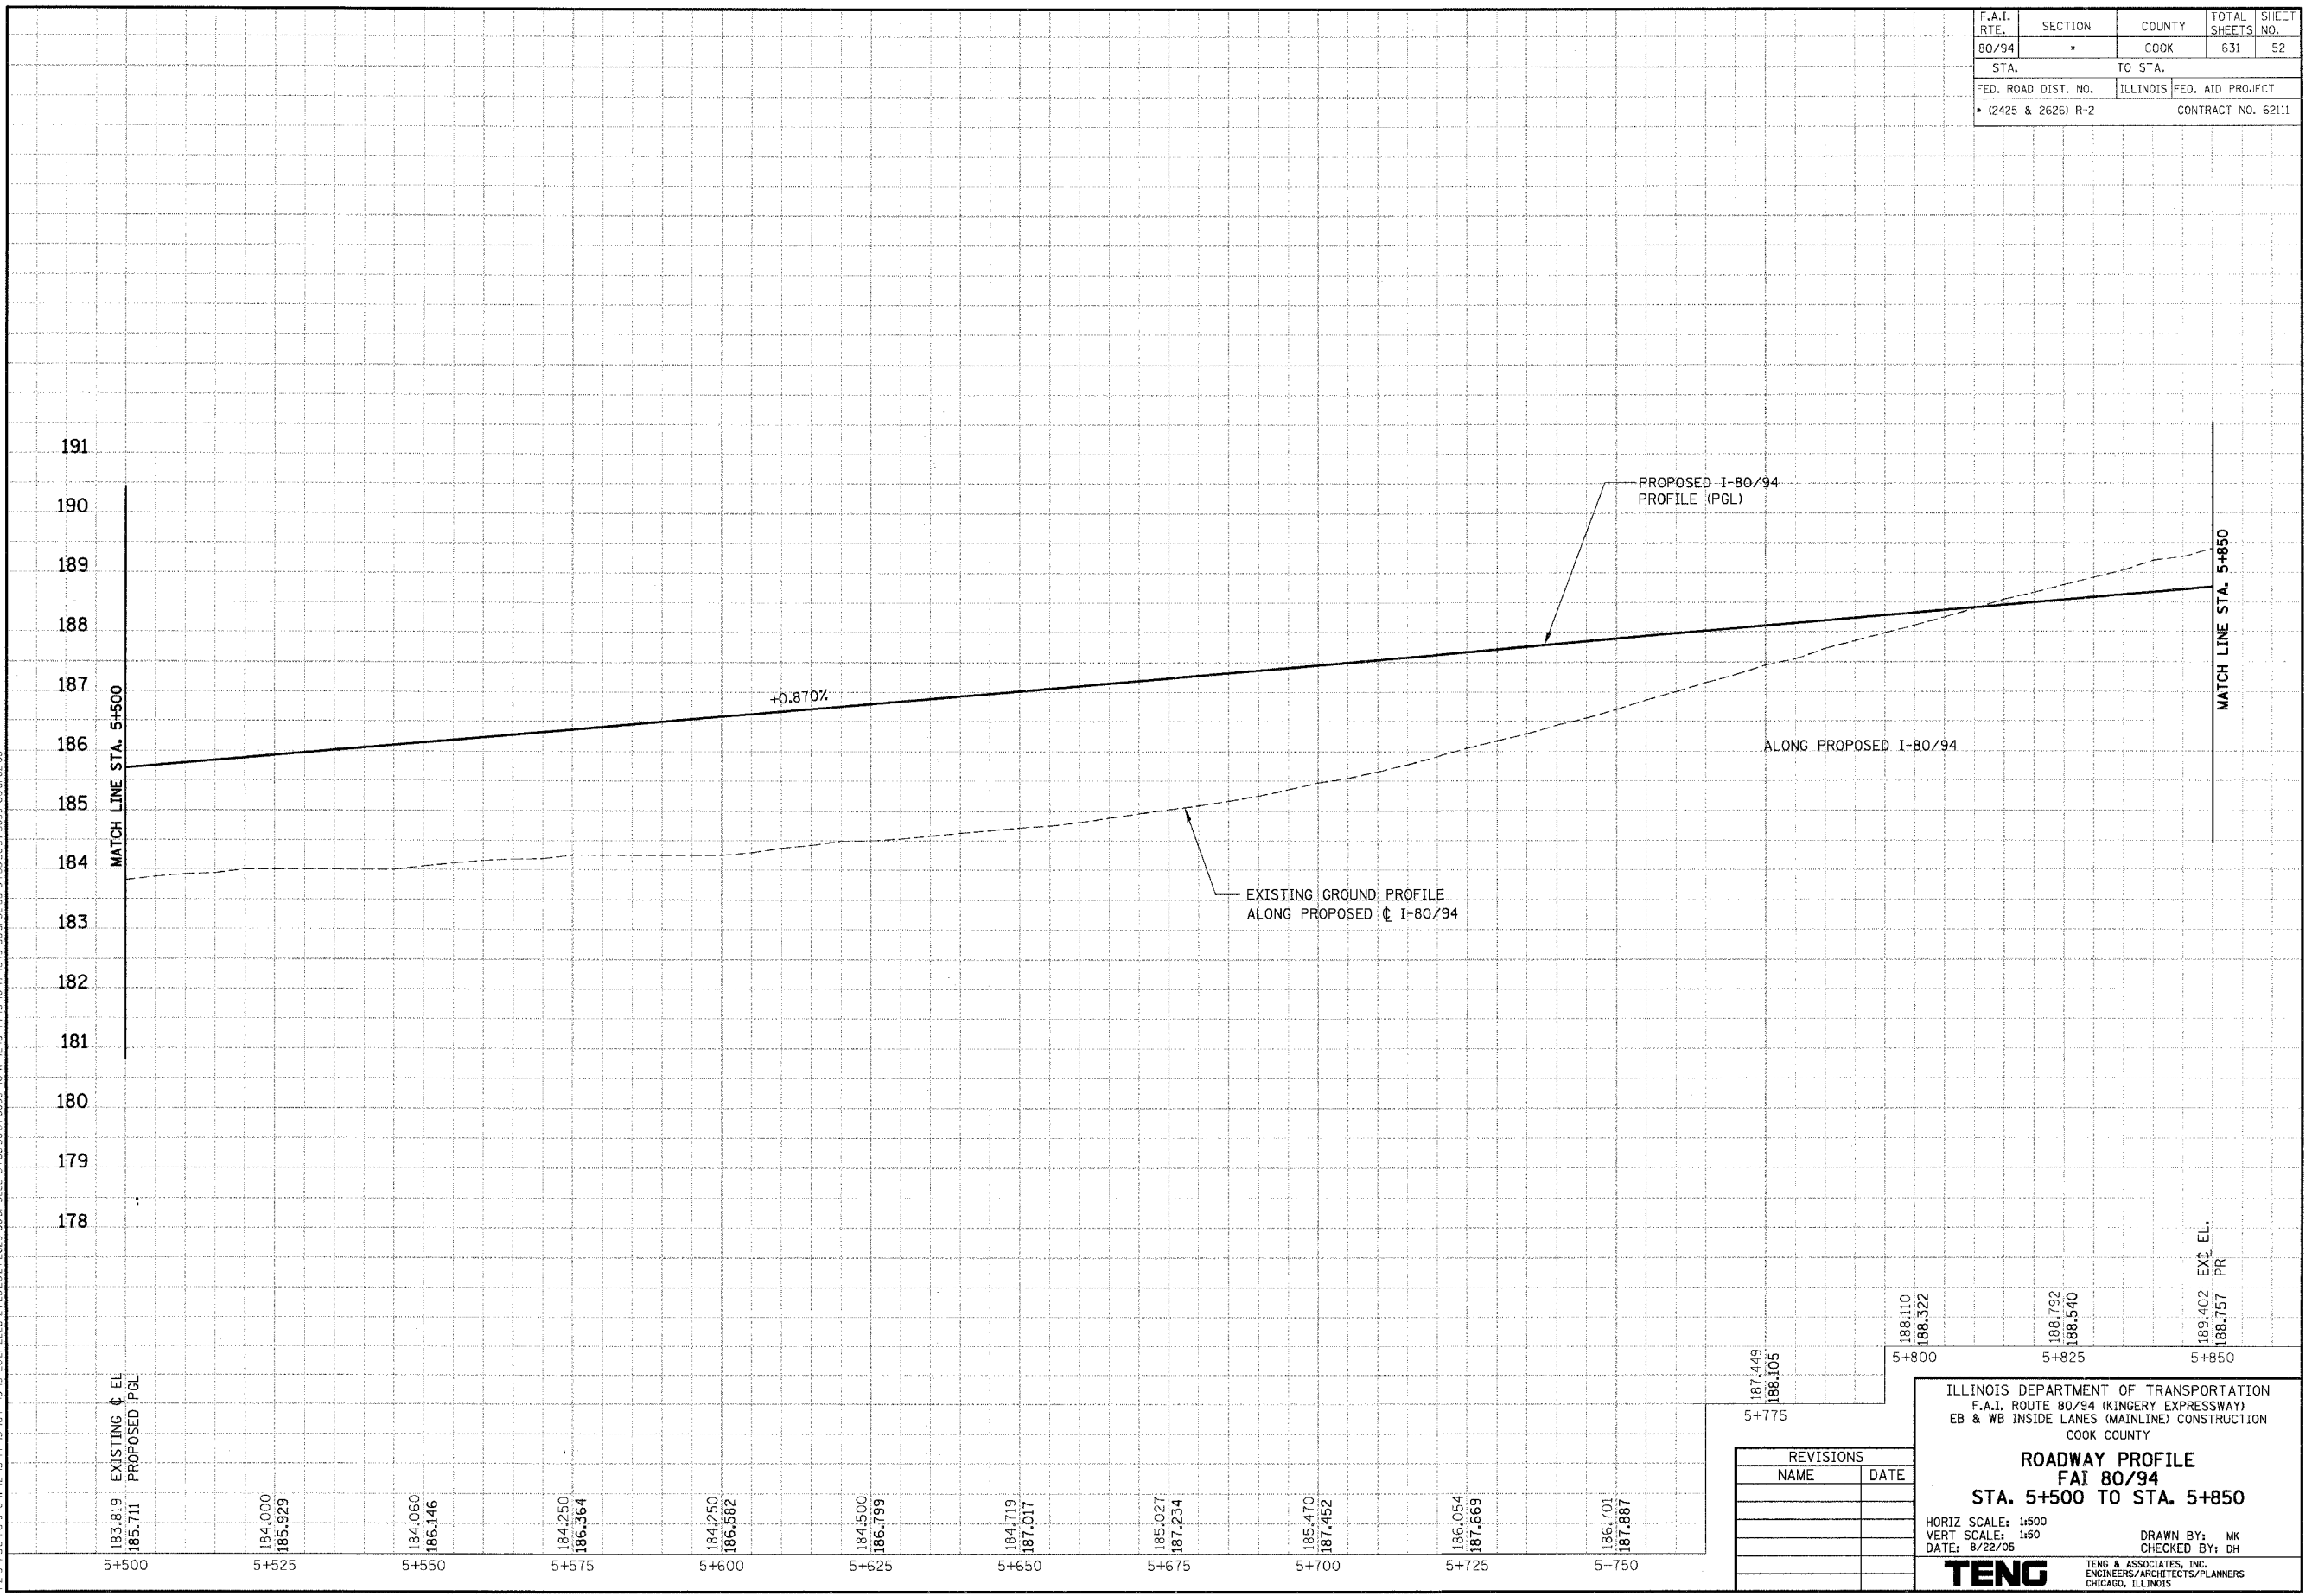 F.A.I. RTE. SECTION COUNTY TOTAL SHEETS SHEET NO.
80/94 * COOK 631 52
STA. TO STA.
FED. ROAD DIST. NO. ILLINOIS FED. AID PROJECT
* (2425 & 2626) R-2 CONTRACT NO. 62111
191
190
189
188
187
186
185
184
183
182
181
180
179
178
MATCH LINE STA. 5+500
+0.870%
PROPOSED I-80/94
PROFILE (PGL)
ALONG PROPOSED I-80/94
EXISTING GROUND PROFILE
ALONG PROPOSED ℄ I-80/94
MATCH LINE STA. 5+850
EXISTING ℄ EL
PROPOSED PGL
183.819
185.711
5+500
184.000
185.929
5+525
184.060
186.146
5+550
184.250
186.364
5+575
184.250
186.582
5+600
184.500
186.799
5+625
184.719
187.017
5+650
185.027
187.234
5+675
185.470
187.452
5+700
186.054
187.669
5+725
186.701
187.887
5+750
187.449
188.105
5+775
188.110
188.322
5+800
188.792
188.540
5+825
189.402 EX℄ EL.
188.757 PR
5+850
REVISIONS
NAME DATE
ILLINOIS DEPARTMENT OF TRANSPORTATION
F.A.I. ROUTE 80/94 (KINGERY EXPRESSWAY)
EB & WB INSIDE LANES (MAINLINE) CONSTRUCTION
COOK COUNTY
ROADWAY PROFILE
FAI 80/94
STA. 5+500 TO STA. 5+850
HORIZ SCALE: 1:500
VERT SCALE: 1:50 DRAWN BY: MK
DATE: 8/22/05 CHECKED BY: DH
TENG
TENG & ASSOCIATES, INC.
ENGINEERS/ARCHITECTS/PLANNERS
CHICAGO, ILLINOIS